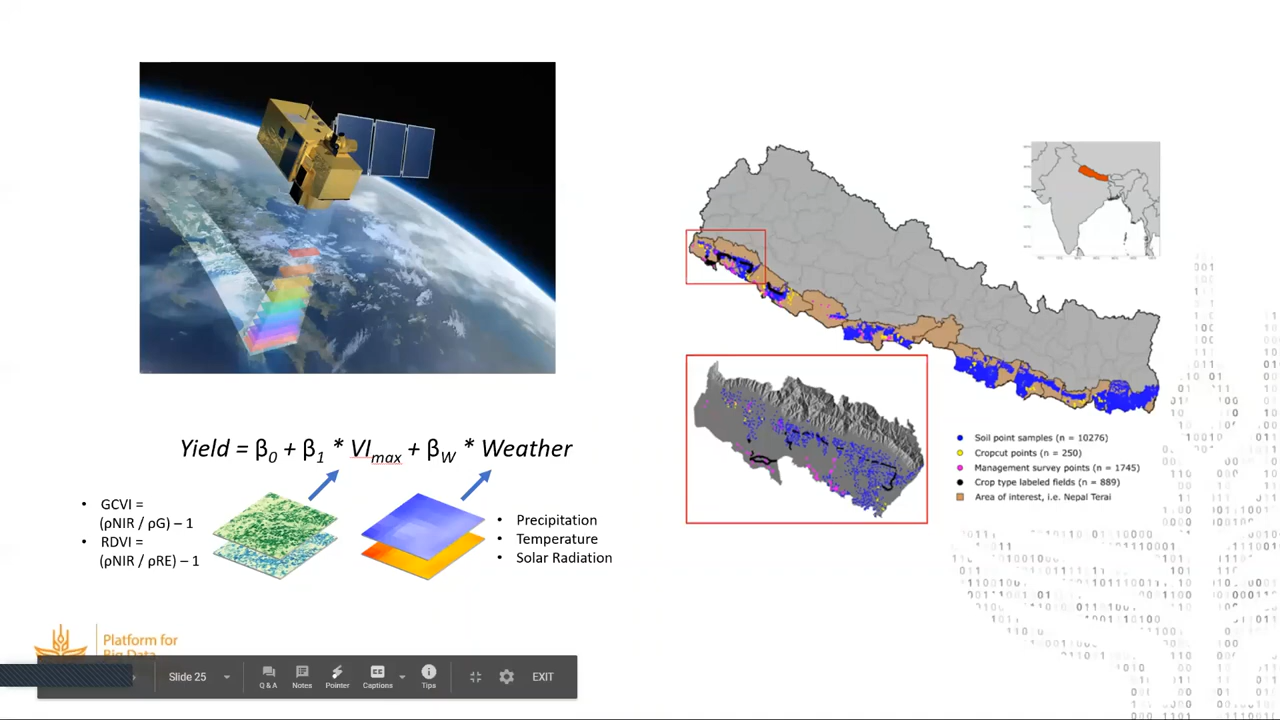 Yield = β0 + β1 * VImax + βW * Weather
• GCVI =
(ρNIR / ρG) – 1
• RDVI =
(ρNIR / ρRE) – 1
• Precipitation
• Temperature
• Solar Radiation
Soil point samples (n = 10276)
Cropcut points (n = 250)
Management survey points (n = 1745)
Crop type labeled fields (n = 889)
Area of interest, i.e. Nepal Terai
Platform for
Big Data
Slide 25
Q & A
Notes
Pointer
Captions
Tips
EXIT